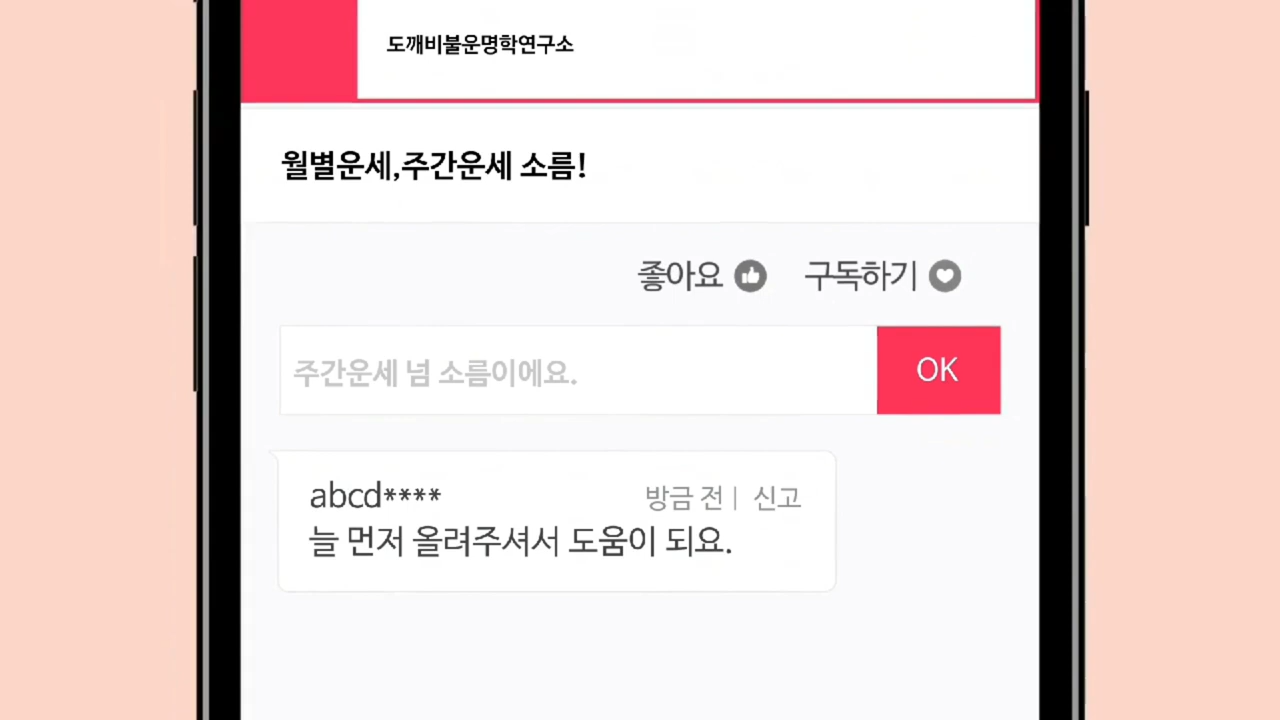 도깨비불운명학연구소
월별운세,주간운세 소름!
좋아요 구독하기
주간운세 넘 소름이에요. OK
abcd**** 방금 전 | 신고
늘 먼저 올려주셔서 도움이 되요.